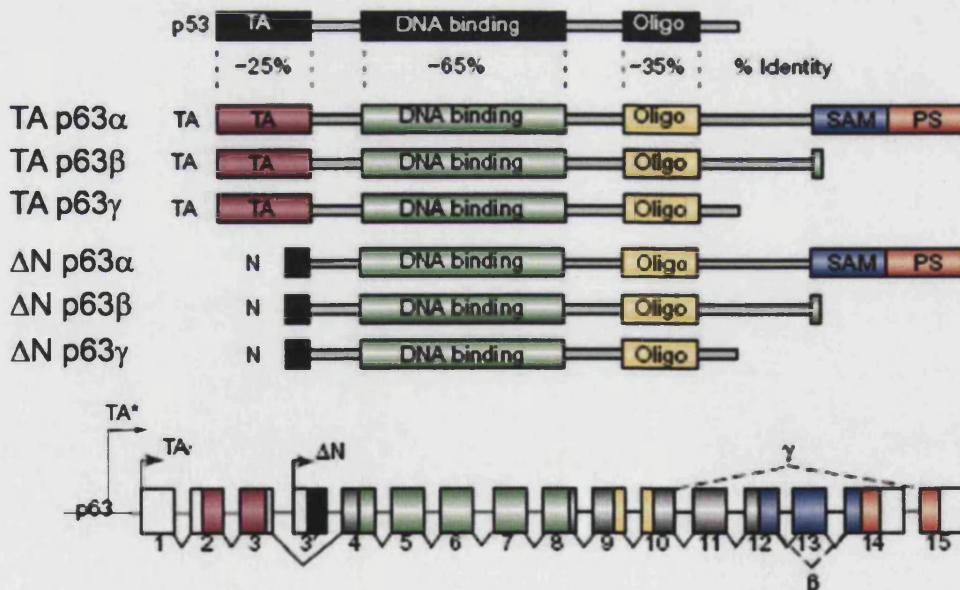 p53 TA DNA binding Oligo
~25% ~65% ~35% % Identity
TA p63α TA TA DNA binding Oligo SAM PS
TA p63β TA TA DNA binding Oligo
TA p63γ TA TA DNA binding Oligo
ΔN p63α N DNA binding Oligo SAM PS
ΔN p63β N DNA binding Oligo
ΔN p63γ N DNA binding Oligo
TA*
TA· ΔN γ
p63
1 2 3 3' 4 5 6 7 8 9 10 11 12 13 14 15
β